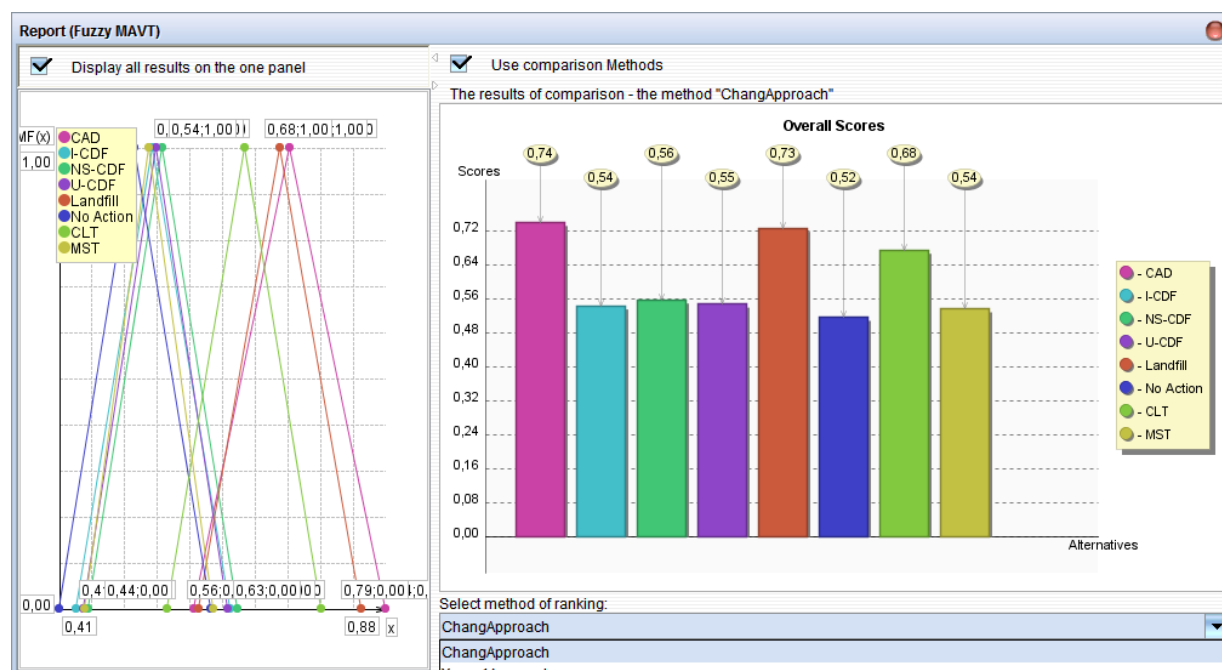 Report (Fuzzy MAVT)
Display all results on the one panel
MF(x)
1,00
CAD
I-CDF
NS-CDF
U-CDF
Landfill
No Action
CLT
MST
0,54;1,00
0,68;1,00
0,00
0,44;0,00
0,63;0,00
0,79;0,00
0,41
0,88
x
Use comparison Methods
The results of comparison - the method "ChangApproach"
Overall Scores
Scores
0,74
0,54
0,56
0,55
0,73
0,52
0,68
0,54
0,72
0,64
0,56
0,48
0,40
0,32
0,24
0,16
0,08
0,00
Alternatives
- CAD
- I-CDF
- NS-CDF
- U-CDF
- Landfill
- No Action
- CLT
- MST
Select method of ranking:
ChangApproach
ChangApproach